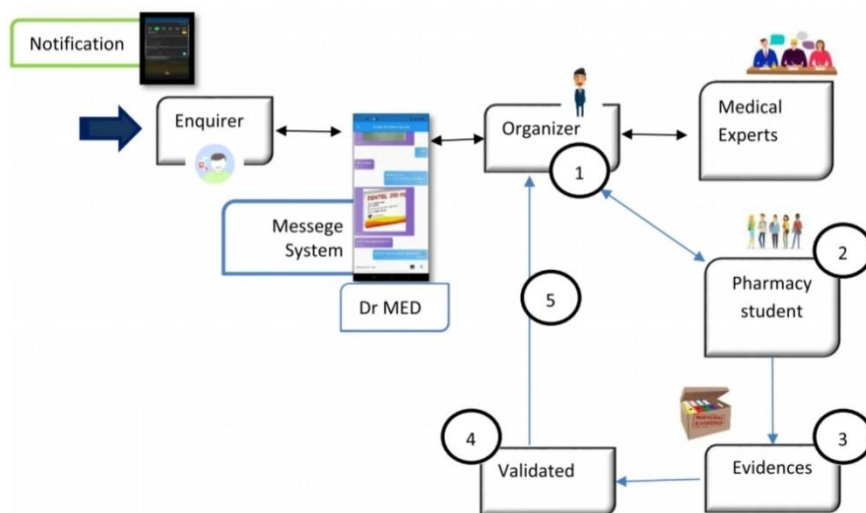 Notification
Enquirer
Organizer
Medical
Experts
1
Messege
System
2
Pharmacy
student
Dr MED
5
4
3
Validated
Evidences